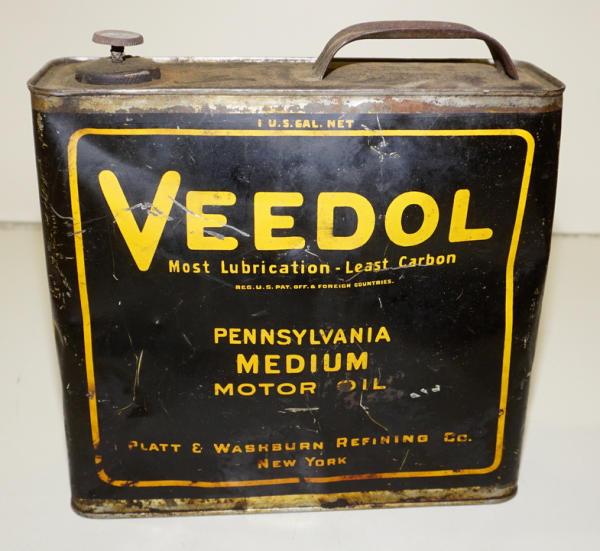 1 U.S. GAL. NET
VEEDOL
Most Lubrication - Least Carbon
REG. U.S. PAT. OFF. & FOREIGN COUNTRIES.
PENNSYLVANIA
MEDIUM
MOTOR OIL
PLATT & WASHBURN REFINING CO.
NEW YORK